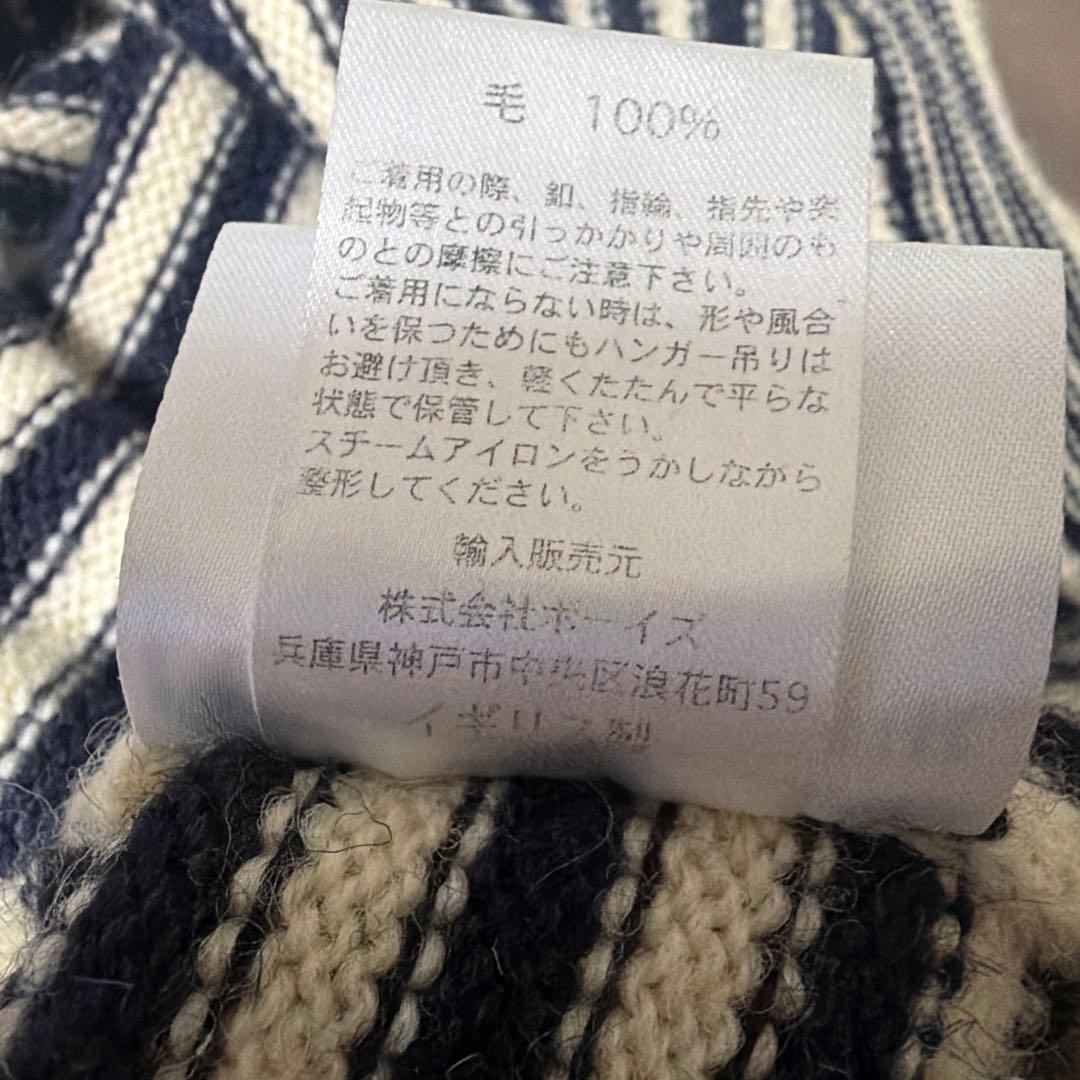 毛 100%
ご着用の際、釦、指輪、指先や突
起物等との引っかかりや周囲のも
のとの摩擦にご注意下さい。
ご着用にならない時は、形や風合
いを保つためにもハンガー吊りは
お避け頂き、軽くたたんで平らな
状態で保管して下さい。
スチームアイロンをうかしながら
整形してください。
輸入販売元
株式会社ボーイズ
兵庫県神戸市中央区浪花町59
イギリス製